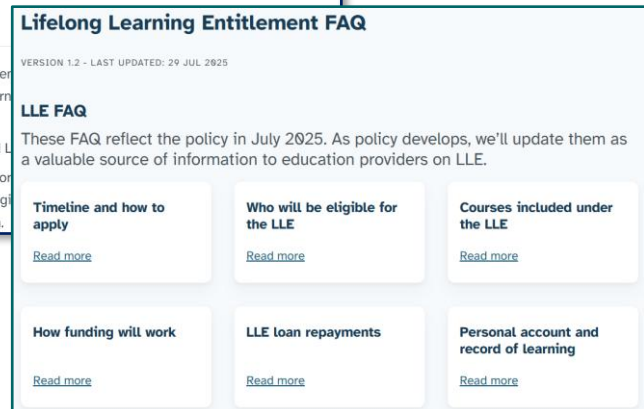 Lifelong Learning Entitlement FAQ
VERSION 1.2 - LAST UPDATED: 29 JUL 2025
LLE FAQ
These FAQ reflect the policy in July 2025. As policy develops, we'll update them as
a valuable source of information to education providers on LLE.
Timeline and how to
apply
Read more
Who will be eligible for
the LLE
Read more
Courses included under
the LLE
Read more
How funding will work
Read more
LLE loan repayments
Read more
Personal account and
record of learning
Read more